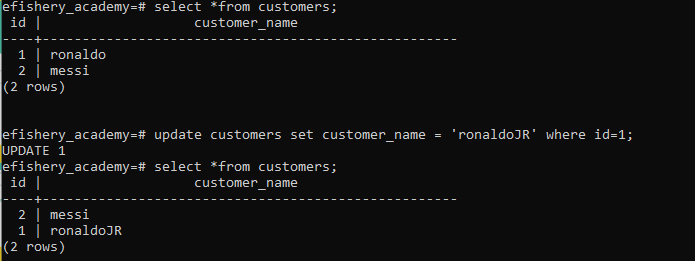 efishery_academy=# select *from customers;
 id |                   customer_name
----+----------------------------------------------------
  1 | ronaldo
  2 | messi
(2 rows)
efishery_academy=# update customers set customer_name = 'ronaldoJR' where id=1;
UPDATE 1
efishery_academy=# select *from customers;
 id |                   customer_name
----+----------------------------------------------------
  2 | messi
  1 | ronaldoJR
(2 rows)